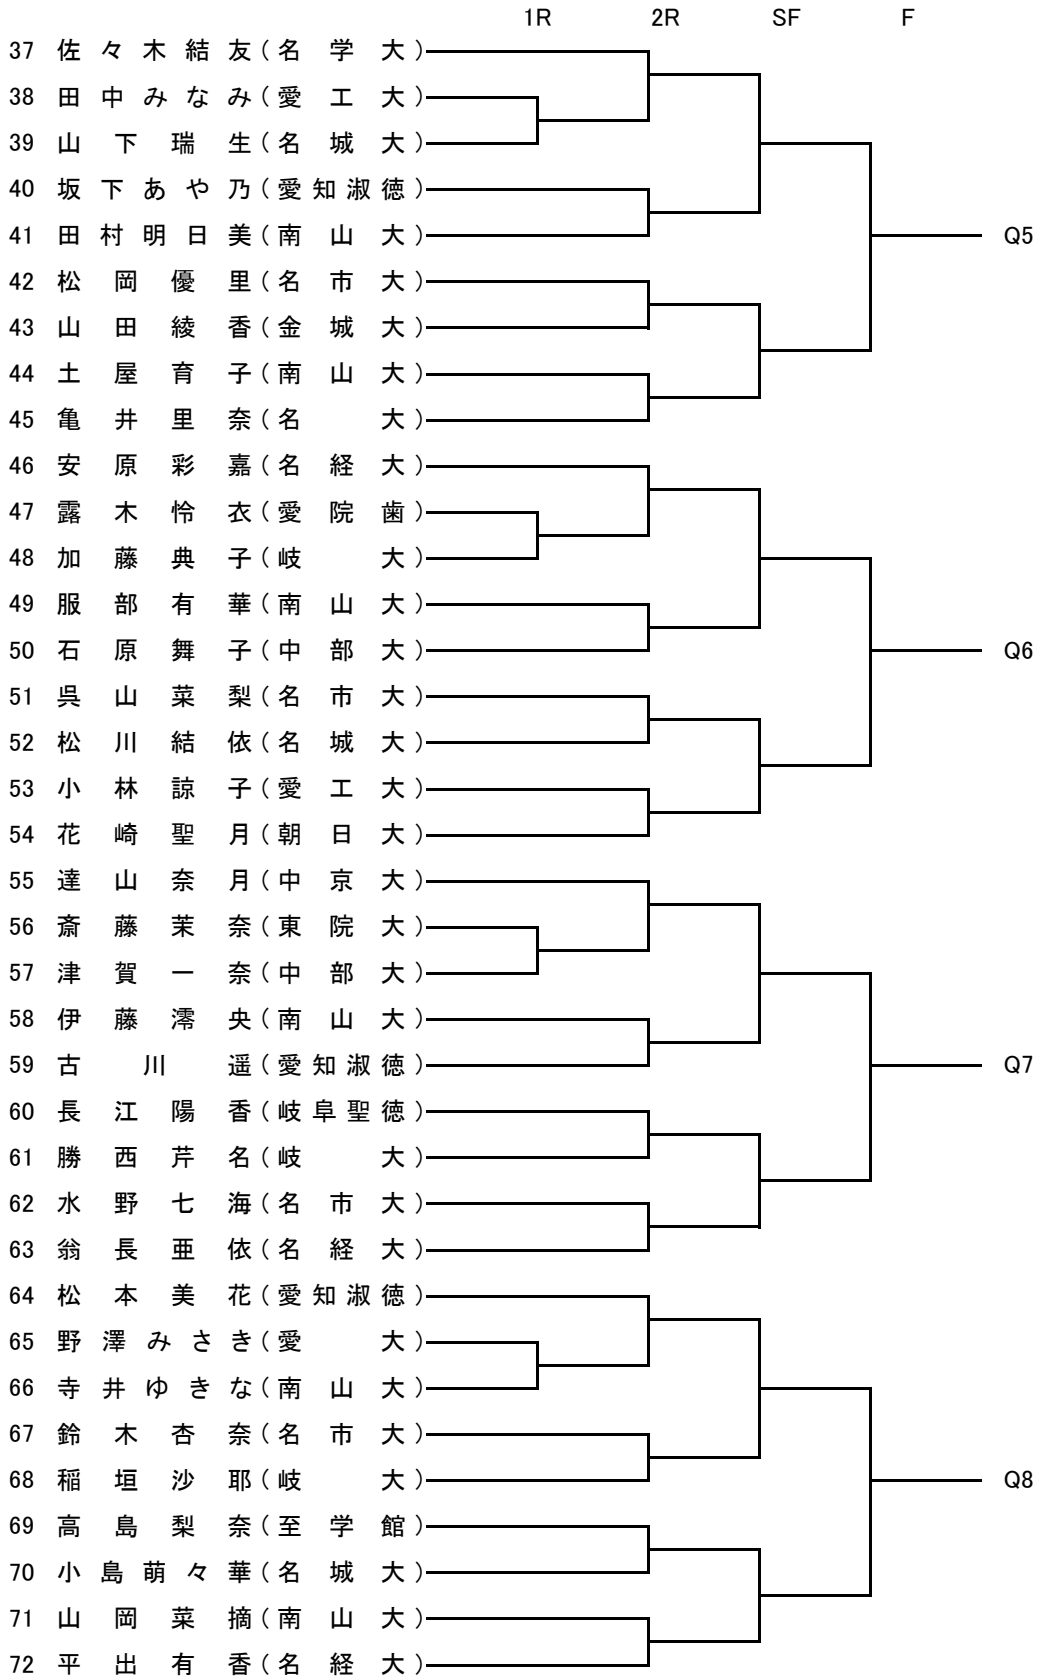 1R 2R SF F
37 佐々木結友(名学大)
38 田中みなみ(愛工大)
39 山下瑞生(名城大)
40 坂下あや乃(愛知淑徳)
41 田村明日美(南山大)
Q5
42 松岡優里(名市大)
43 山田綾香(金城大)
44 土屋育子(南山大)
45 亀井里奈(名大)
46 安原彩嘉(名経大)
47 露木怜衣(愛院歯)
48 加藤典子(岐大)
49 服部有華(南山大)
50 石原舞子(中部大)
Q6
51 呉山菜梨(名市大)
52 松川結依(名城大)
53 小林諒子(愛工大)
54 花崎聖月(朝日大)
55 達山奈月(中京大)
56 斎藤茉奈(東院大)
57 津賀一奈(中部大)
58 伊藤澪央(南山大)
59 古川遥(愛知淑徳)
Q7
60 長江陽香(岐阜聖徳)
61 勝西芹名(岐大)
62 水野七海(名市大)
63 翁長亜依(名経大)
64 松本美花(愛知淑徳)
65 野澤みさき(愛大)
66 寺井ゆきな(南山大)
67 鈴木杏奈(名市大)
68 稲垣沙耶(岐大)
Q8
69 高島梨奈(至学館)
70 小島萌々華(名城大)
71 山岡菜摘(南山大)
72 平出有香(名経大)